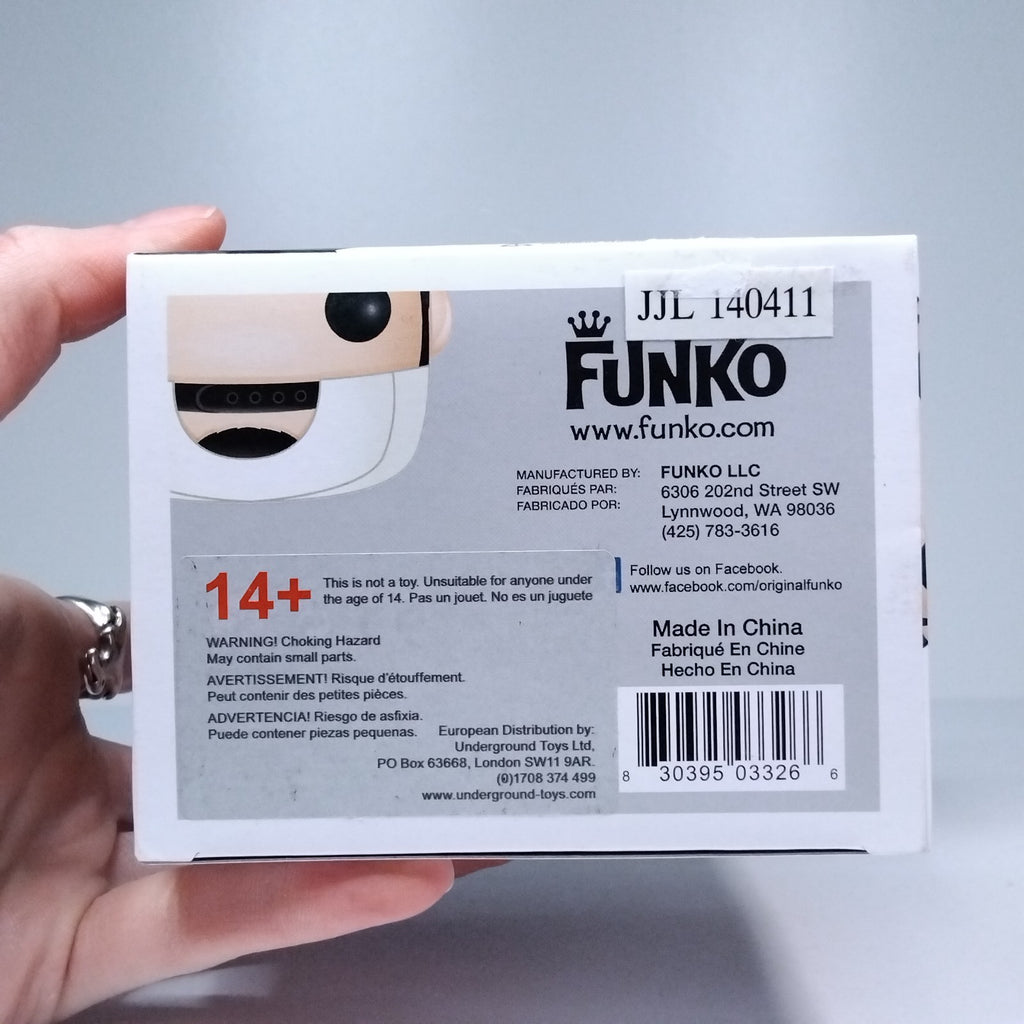 JJL 140411
FUNKO
www.funko.com
MANUFACTURED BY: FUNKO LLC
FABRIQUÉS PAR: 6306 202nd Street SW
FABRICADO POR: Lynnwood, WA 98036
(425) 783-3616
14+ This is not a toy. Unsuitable for anyone under
the age of 14. Pas un jouet. No es un juguete
WARNING! Choking Hazard
May contain small parts.
AVERTISSEMENT! Risque d'étouffement.
Peut contenir des petites pièces.
ADVERTENCIA! Riesgo de asfixia.
Puede contener piezas pequenas.
European Distribution by:
Underground Toys Ltd,
PO Box 63668, London SW11 9AR.
(0)1708 374 499
www.underground-toys.com
Follow us on Facebook.
www.facebook.com/originalfunko
Made In China
Fabriqué En Chine
Hecho En China
8 30395 03326 6